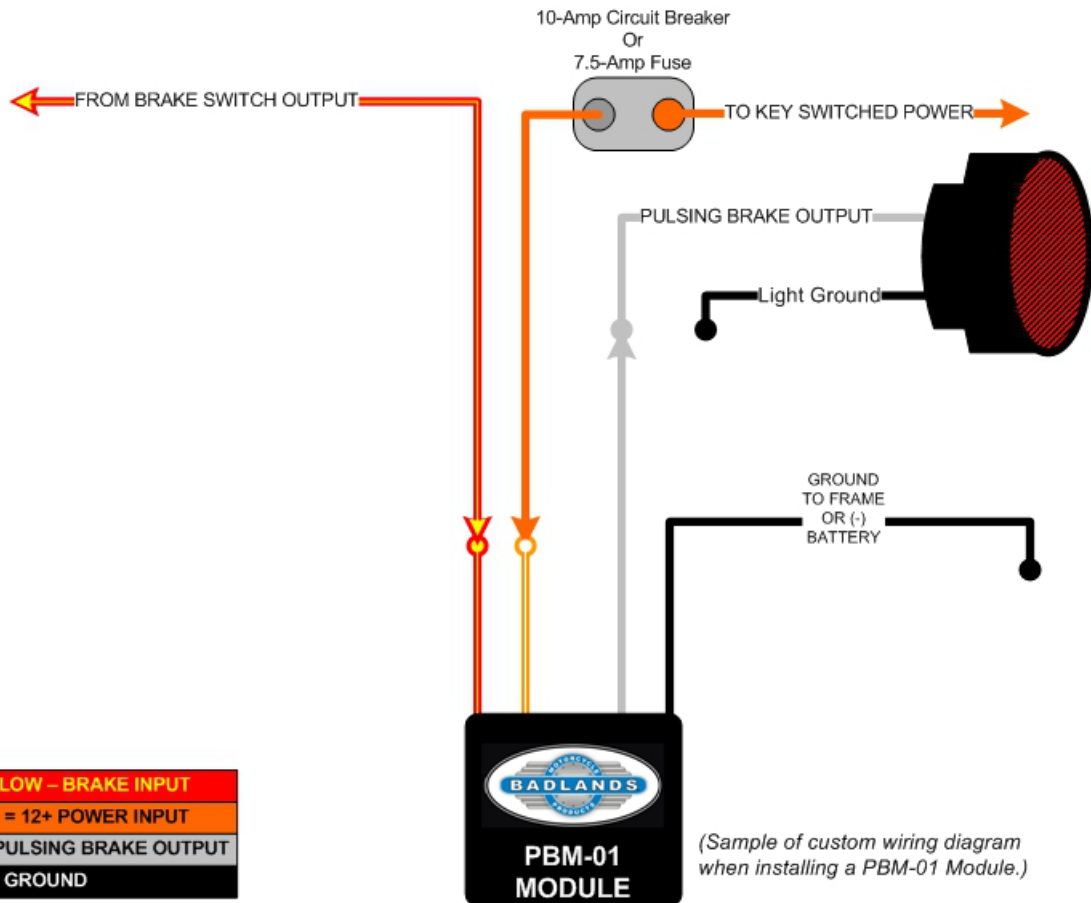 10-Amp Circuit Breaker
Or
7.5-Amp Fuse
FROM BRAKE SWITCH OUTPUT
TO KEY SWITCHED POWER
PULSING BRAKE OUTPUT
Light Ground
GROUND
TO FRAME
OR (-)
BATTERY
LOW – BRAKE INPUT
= 12+ POWER INPUT
PULSING BRAKE OUTPUT
GROUND
MOTORCYCLE
BADLANDS
PRODUCTS
PBM-01
MODULE
(Sample of custom wiring diagram
when installing a PBM-01 Module.)